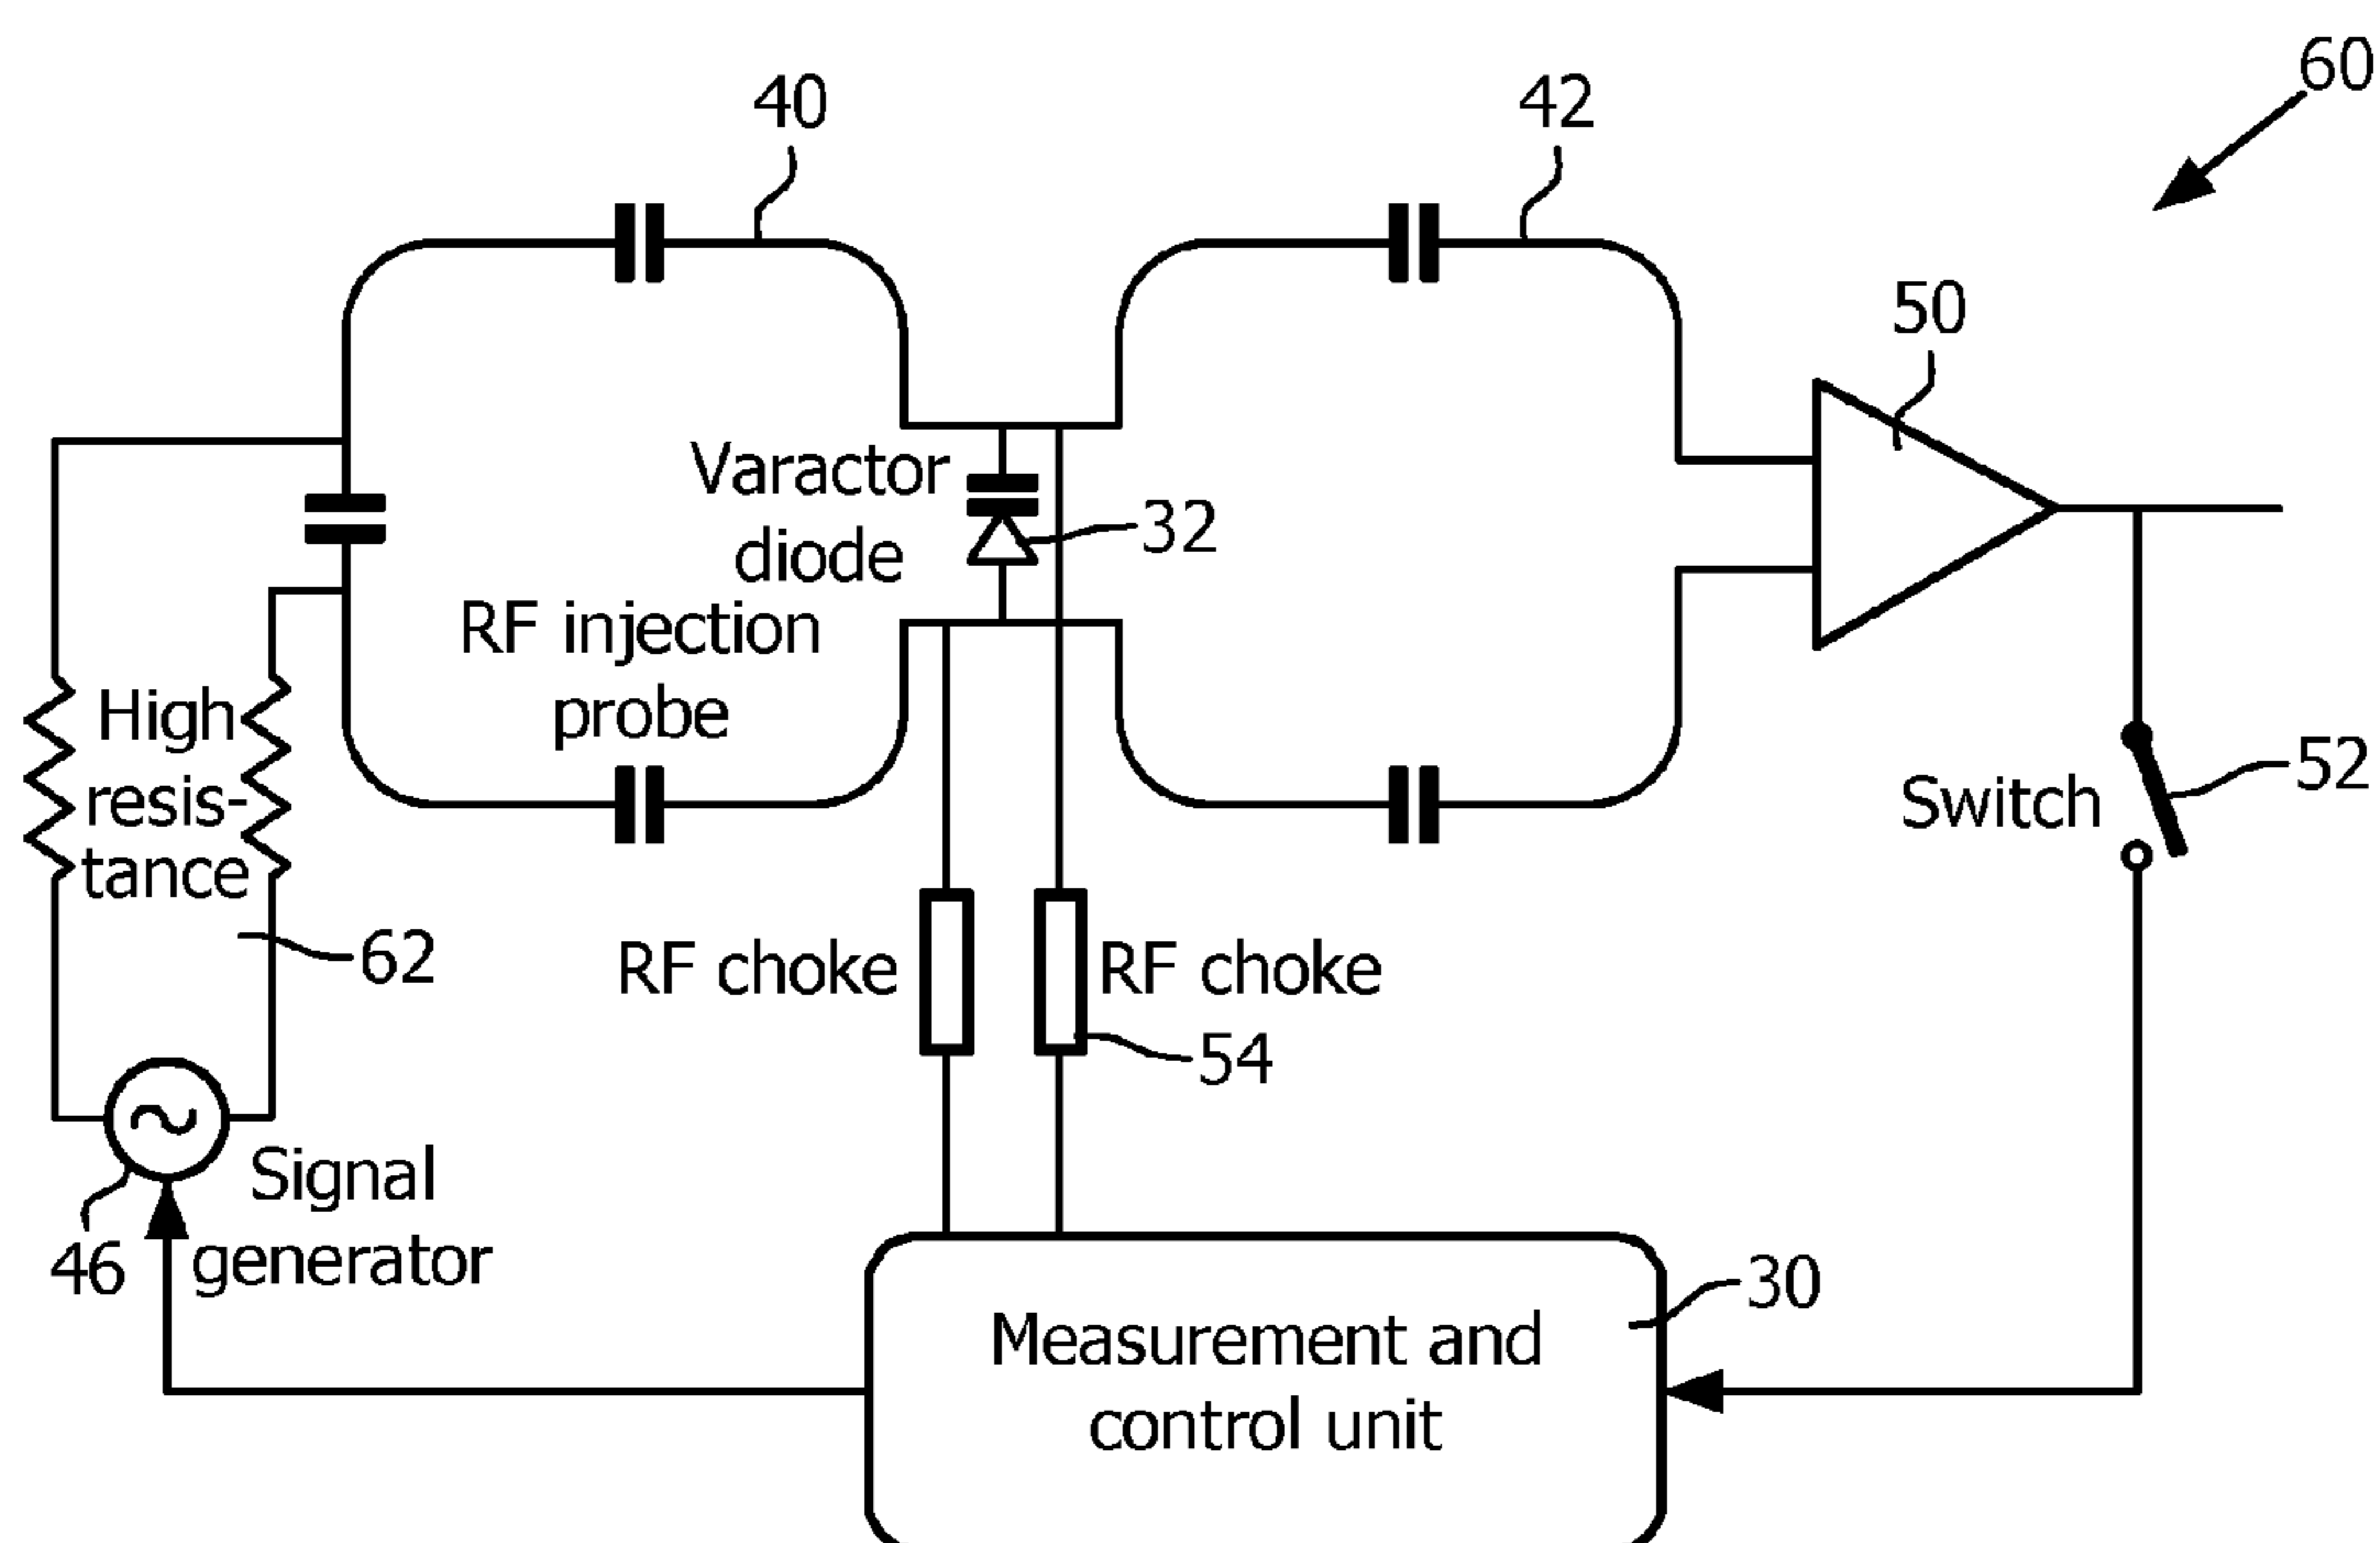 60
40
42
50
Varactor
diode
32
RF injection
probe
High
resis-
tance
62
Switch
52
RF choke
RF choke
54
Signal
generator
46
30
Measurement and
control unit